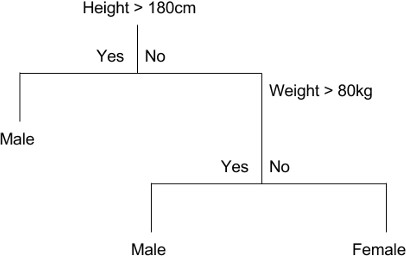 Height > 180cm
Yes No
Weight > 80kg
Male
Yes No
Male Female